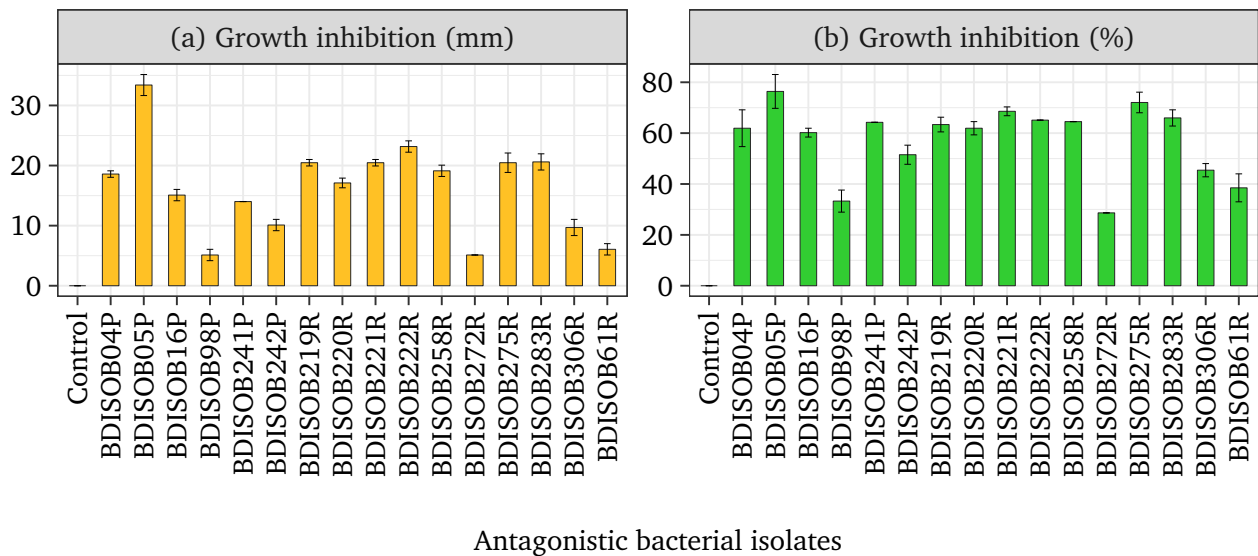 (a) Growth inhibition (mm)
(b) Growth inhibition (%)
30
20
10
0
80
60
40
20
0
Control
BDISOB04P
BDISOB05P
BDISOB16P
BDISOB98P
BDISOB241P
BDISOB242P
BDISOB219R
BDISOB220R
BDISOB221R
BDISOB222R
BDISOB258R
BDISOB272R
BDISOB275R
BDISOB283R
BDISOB306R
BDISOB61R
Control
BDISOB04P
BDISOB05P
BDISOB16P
BDISOB98P
BDISOB241P
BDISOB242P
BDISOB219R
BDISOB220R
BDISOB221R
BDISOB222R
BDISOB258R
BDISOB272R
BDISOB275R
BDISOB283R
BDISOB306R
BDISOB61R
Antagonistic bacterial isolates